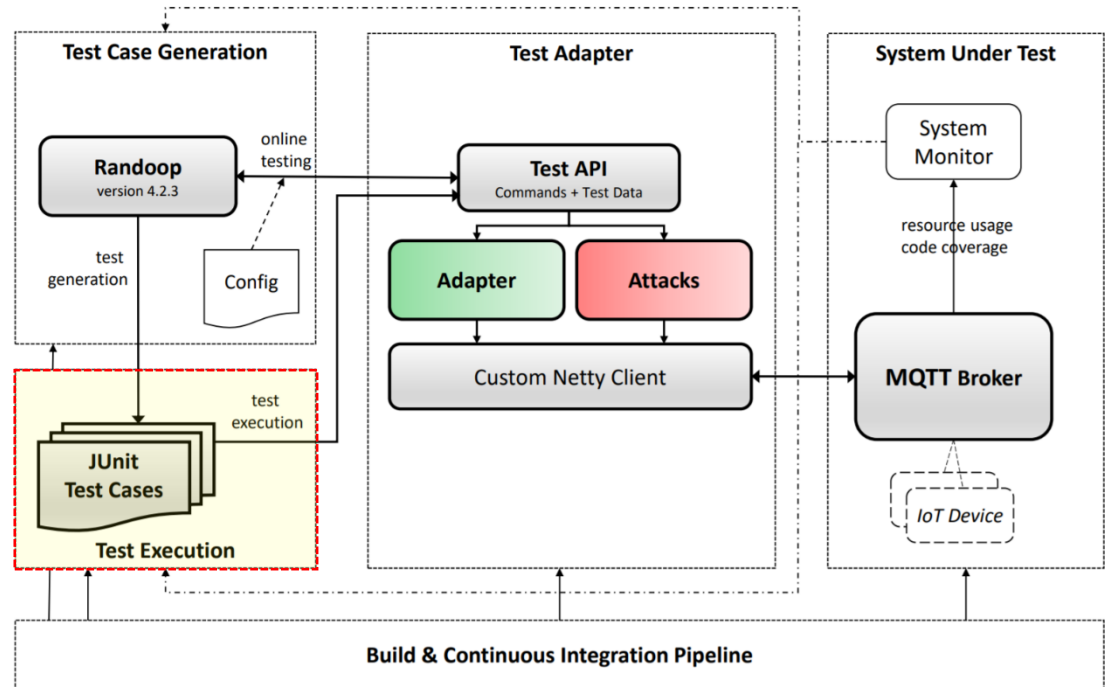 Test Case Generation
Test Adapter
System Under Test
Randoop
version 4.2.3
online
testing
Test API
Commands + Test Data
System
Monitor
test
generation
Config
Adapter
Attacks
resource usage
code coverage
Custom Netty Client
MQTT Broker
test
execution
JUnit
Test Cases
Test Execution
IoT Device
Build & Continuous Integration Pipeline